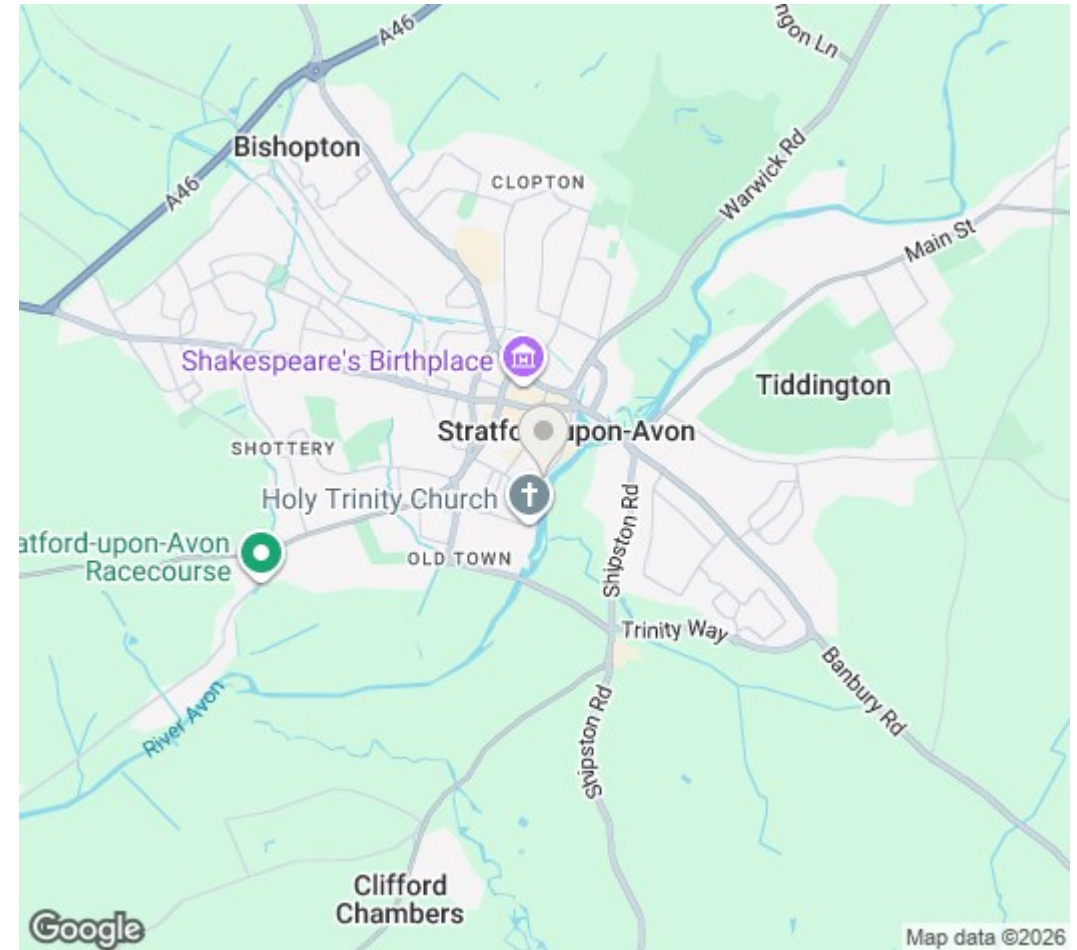 A46
ngon Ln
Bishopton
Warwick Rd
CLOPTON
A46
Main St
Shakespeare's Birthplace
Tiddington
Stratfo upon-Avon
SHOTTERY
Holy Trinity Church
atford-upon-Avon
Racecourse
OLD TOWN
Shipston Rd
Trinity Way
Banbury Rd
River Avon
Shipston Rd
Clifford
Chambers
Google
Map data ©2026